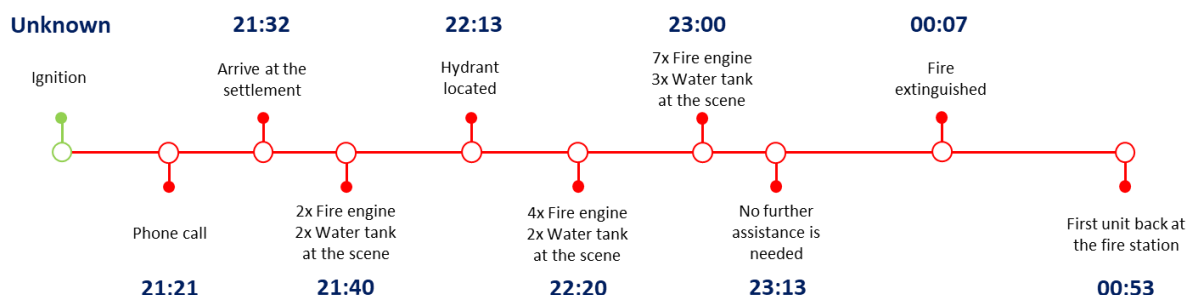 Unknown
21:32
22:13
23:00
00:07
Ignition
Arrive at the
settlement
Hydrant
located
7x Fire engine
3x Water tank
at the scene
Fire
extinguished
Phone call
2x Fire engine
2x Water tank
at the scene
4x Fire engine
2x Water tank
at the scene
No further
assistance is
needed
First unit back at
the fire station
21:21
21:40
22:20
23:13
00:53